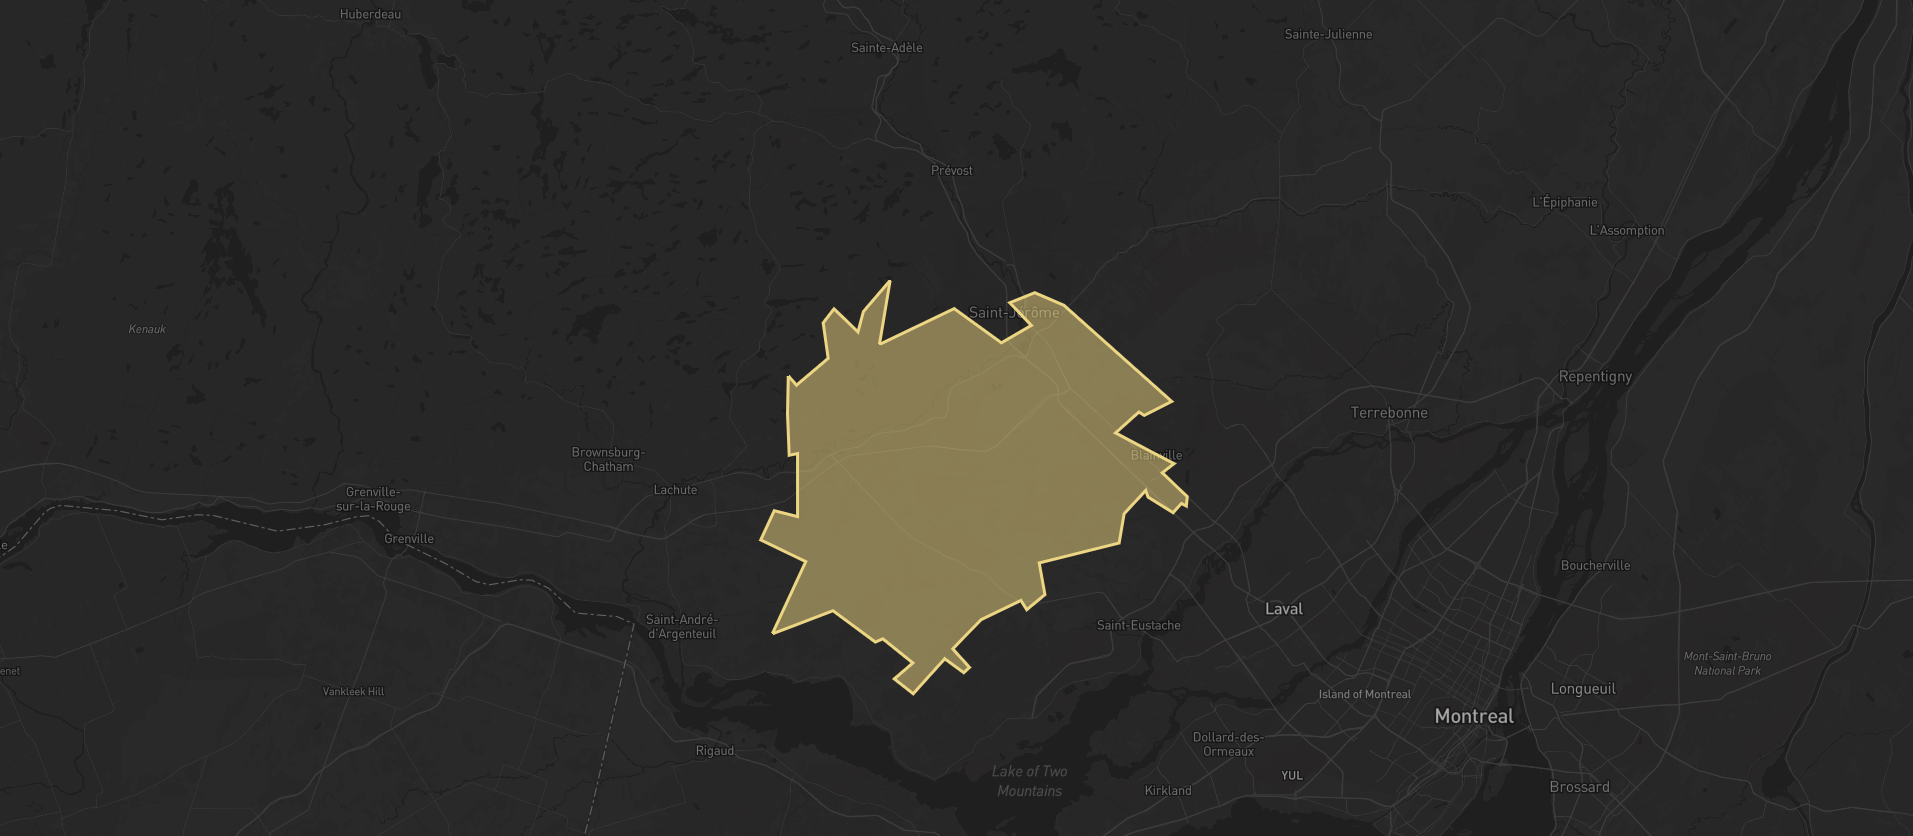 Huberdeau
Sainte-Adèle
Sainte-Julienne
Prévost
L'Épiphanie
L'Assomption
Saint-Jérôme
Kenauk
Repentigny
Terrebonne
Brownsburg-
Chatham
Blainville
Lachute
Grenville-
sur-la-Rouge
Grenville
Boucherville
Laval
Saint-André-
d'Argenteuil
Saint-Eustache
Mont-Saint-Bruno
National Park
enet
Vankleek Hill
Island of Montreal
Longueuil
Montreal
Rigaud
Dollard-des-
Ormeaux
Lake of Two
Mountains
YUL
Kirkland
Brossard